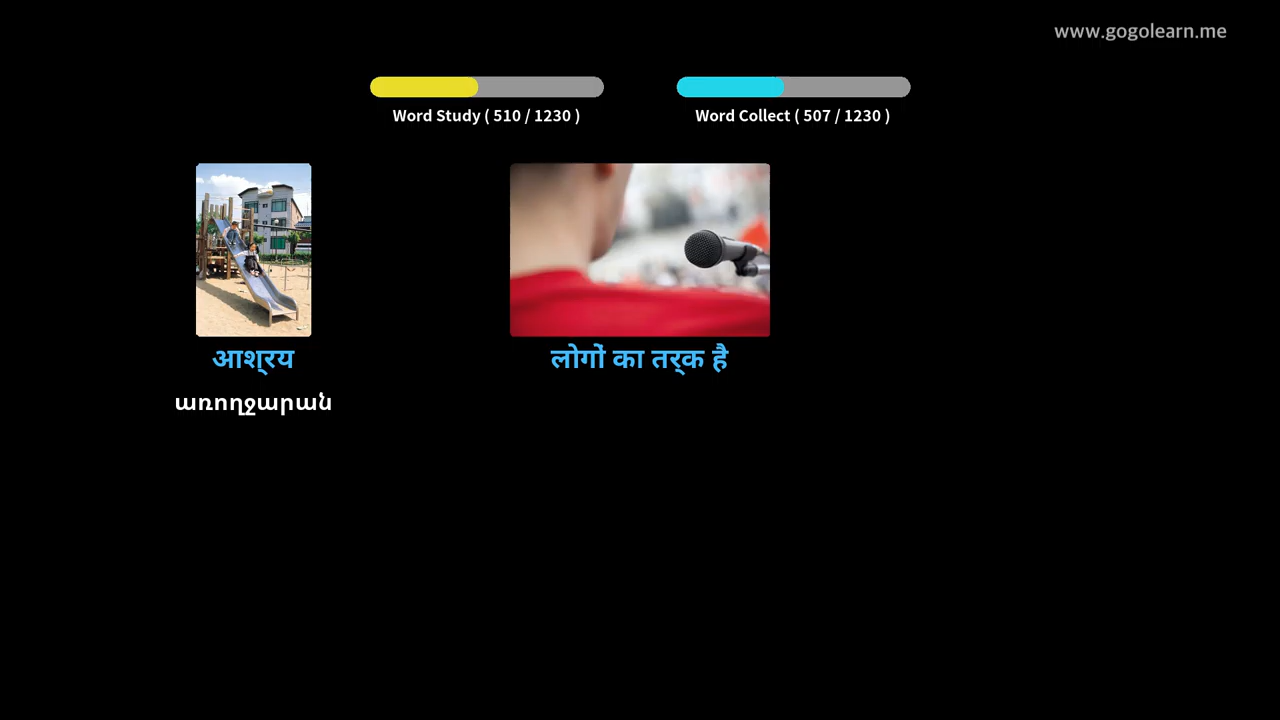 www.gogolearn.me
Word Study ( 510 / 1230 )
Word Collect ( 507 / 1230 )
आश्रय
लोगों का तर्क है
առողջարան